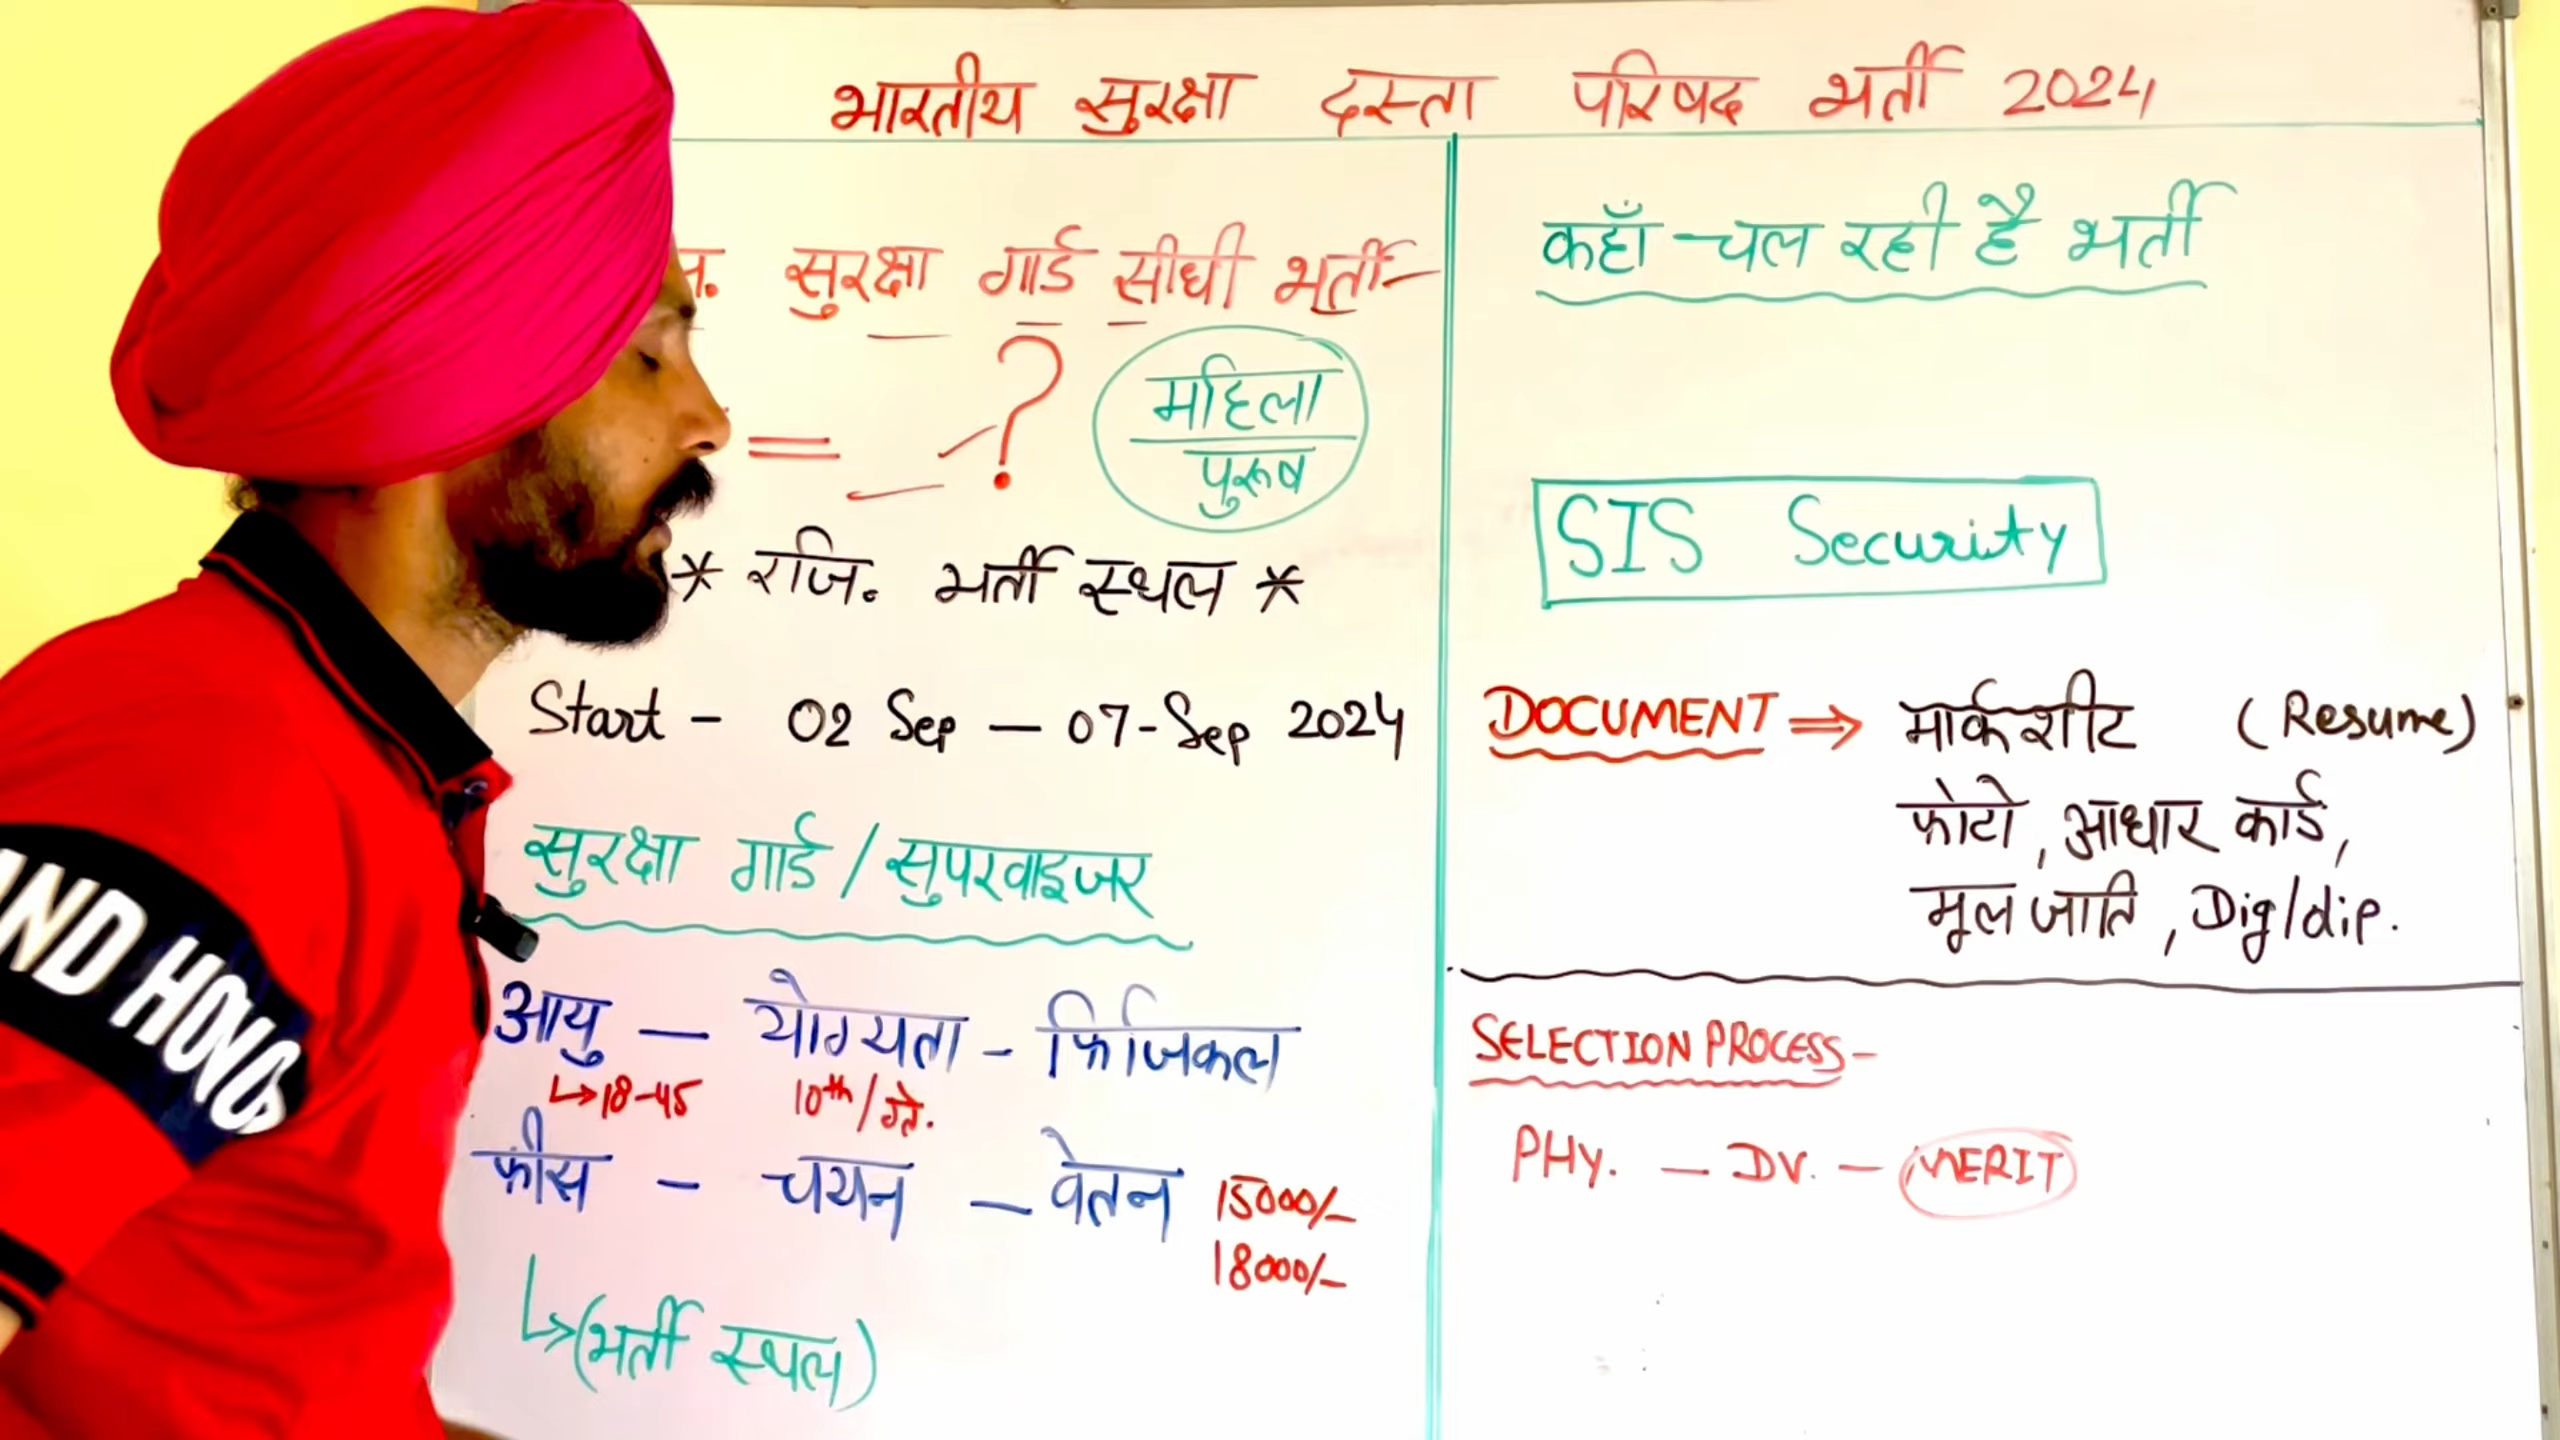 भारतीय सुरक्षा दस्ता परिषद भर्ती 2024
सुरक्षा गार्ड सीधी भर्ती-
= ?
महिला
पुरूष
* रजि. भर्ती स्थल *
Start - 02 Sep - 07-Sep 2024
सुरक्षा गार्ड / सुपरवाइजर
आयु - योग्यता - फिजिकल
↳ 18-45 10th /
फीस - चयन - वेतन 15000/-
18000/-
↳ (भर्ती स्थल)
कहाँ चल रही है भर्ती
SIS Security
DOCUMENT ⇒ मार्कशीट (Resume)
फोटो, आधार कार्ड,
मूल जाति, Dig/dip.
SELECTION PROCESS-
PHY. - DV. - MERIT
AND HONO